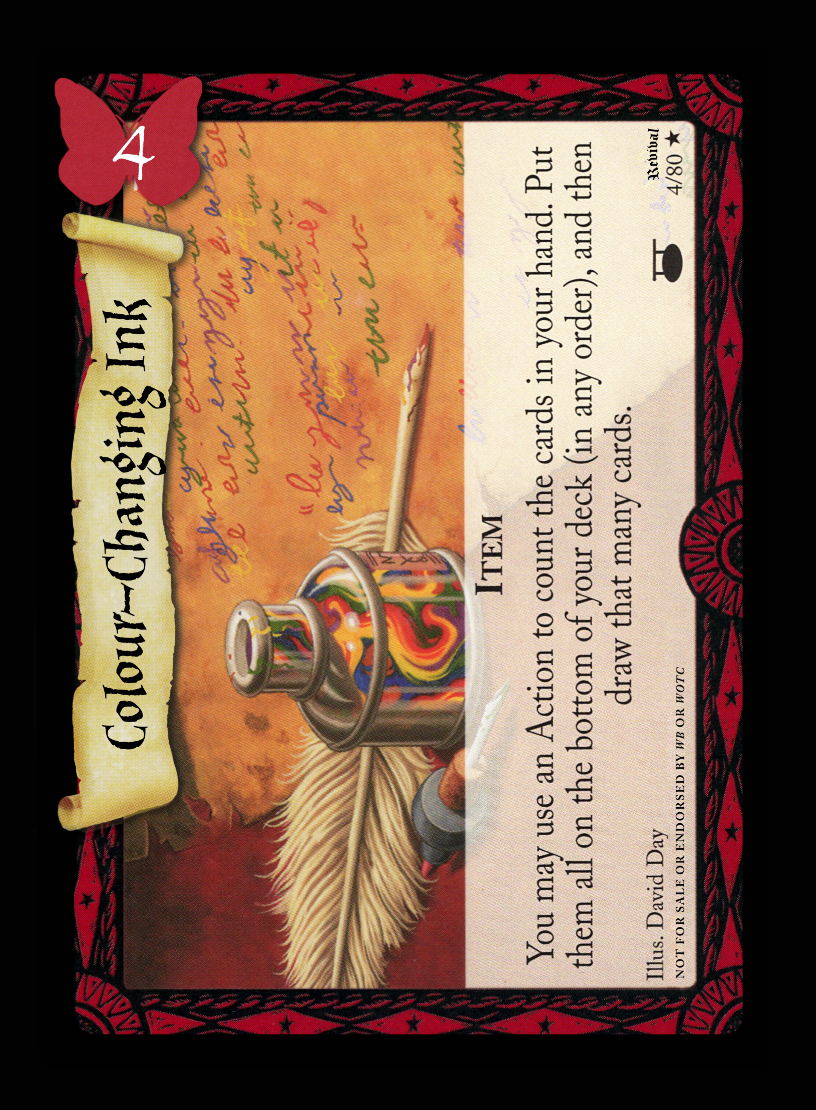 Colour-Changing Ink
4
ITEM
You may use an Action to count the cards in your hand. Put
them all on the bottom of your deck (in any order), and then
draw that many cards.
Illus. David Day
NOT FOR SALE OR ENDORSED BY WB OR WOTC
Revival
4/80 ★